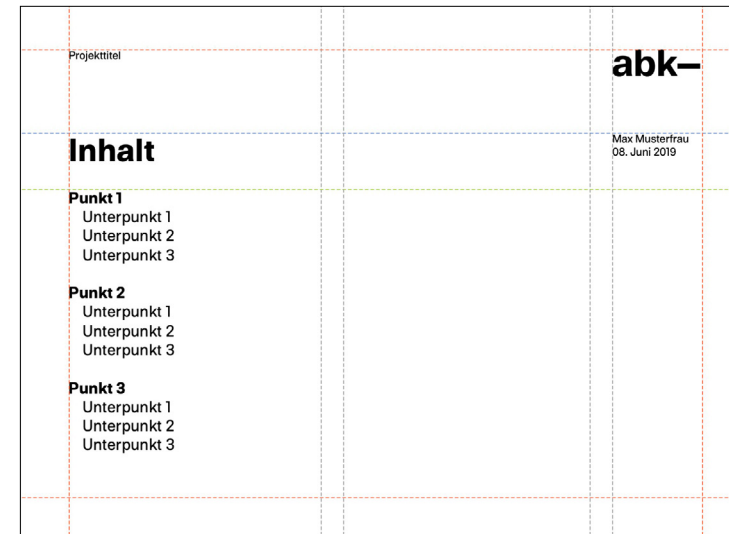 Projekttitel
abk–
Inhalt
Max Musterfrau
08. Juni 2019
Punkt 1
Unterpunkt 1
Unterpunkt 2
Unterpunkt 3
Punkt 2
Unterpunkt 1
Unterpunkt 2
Unterpunkt 3
Punkt 3
Unterpunkt 1
Unterpunkt 2
Unterpunkt 3